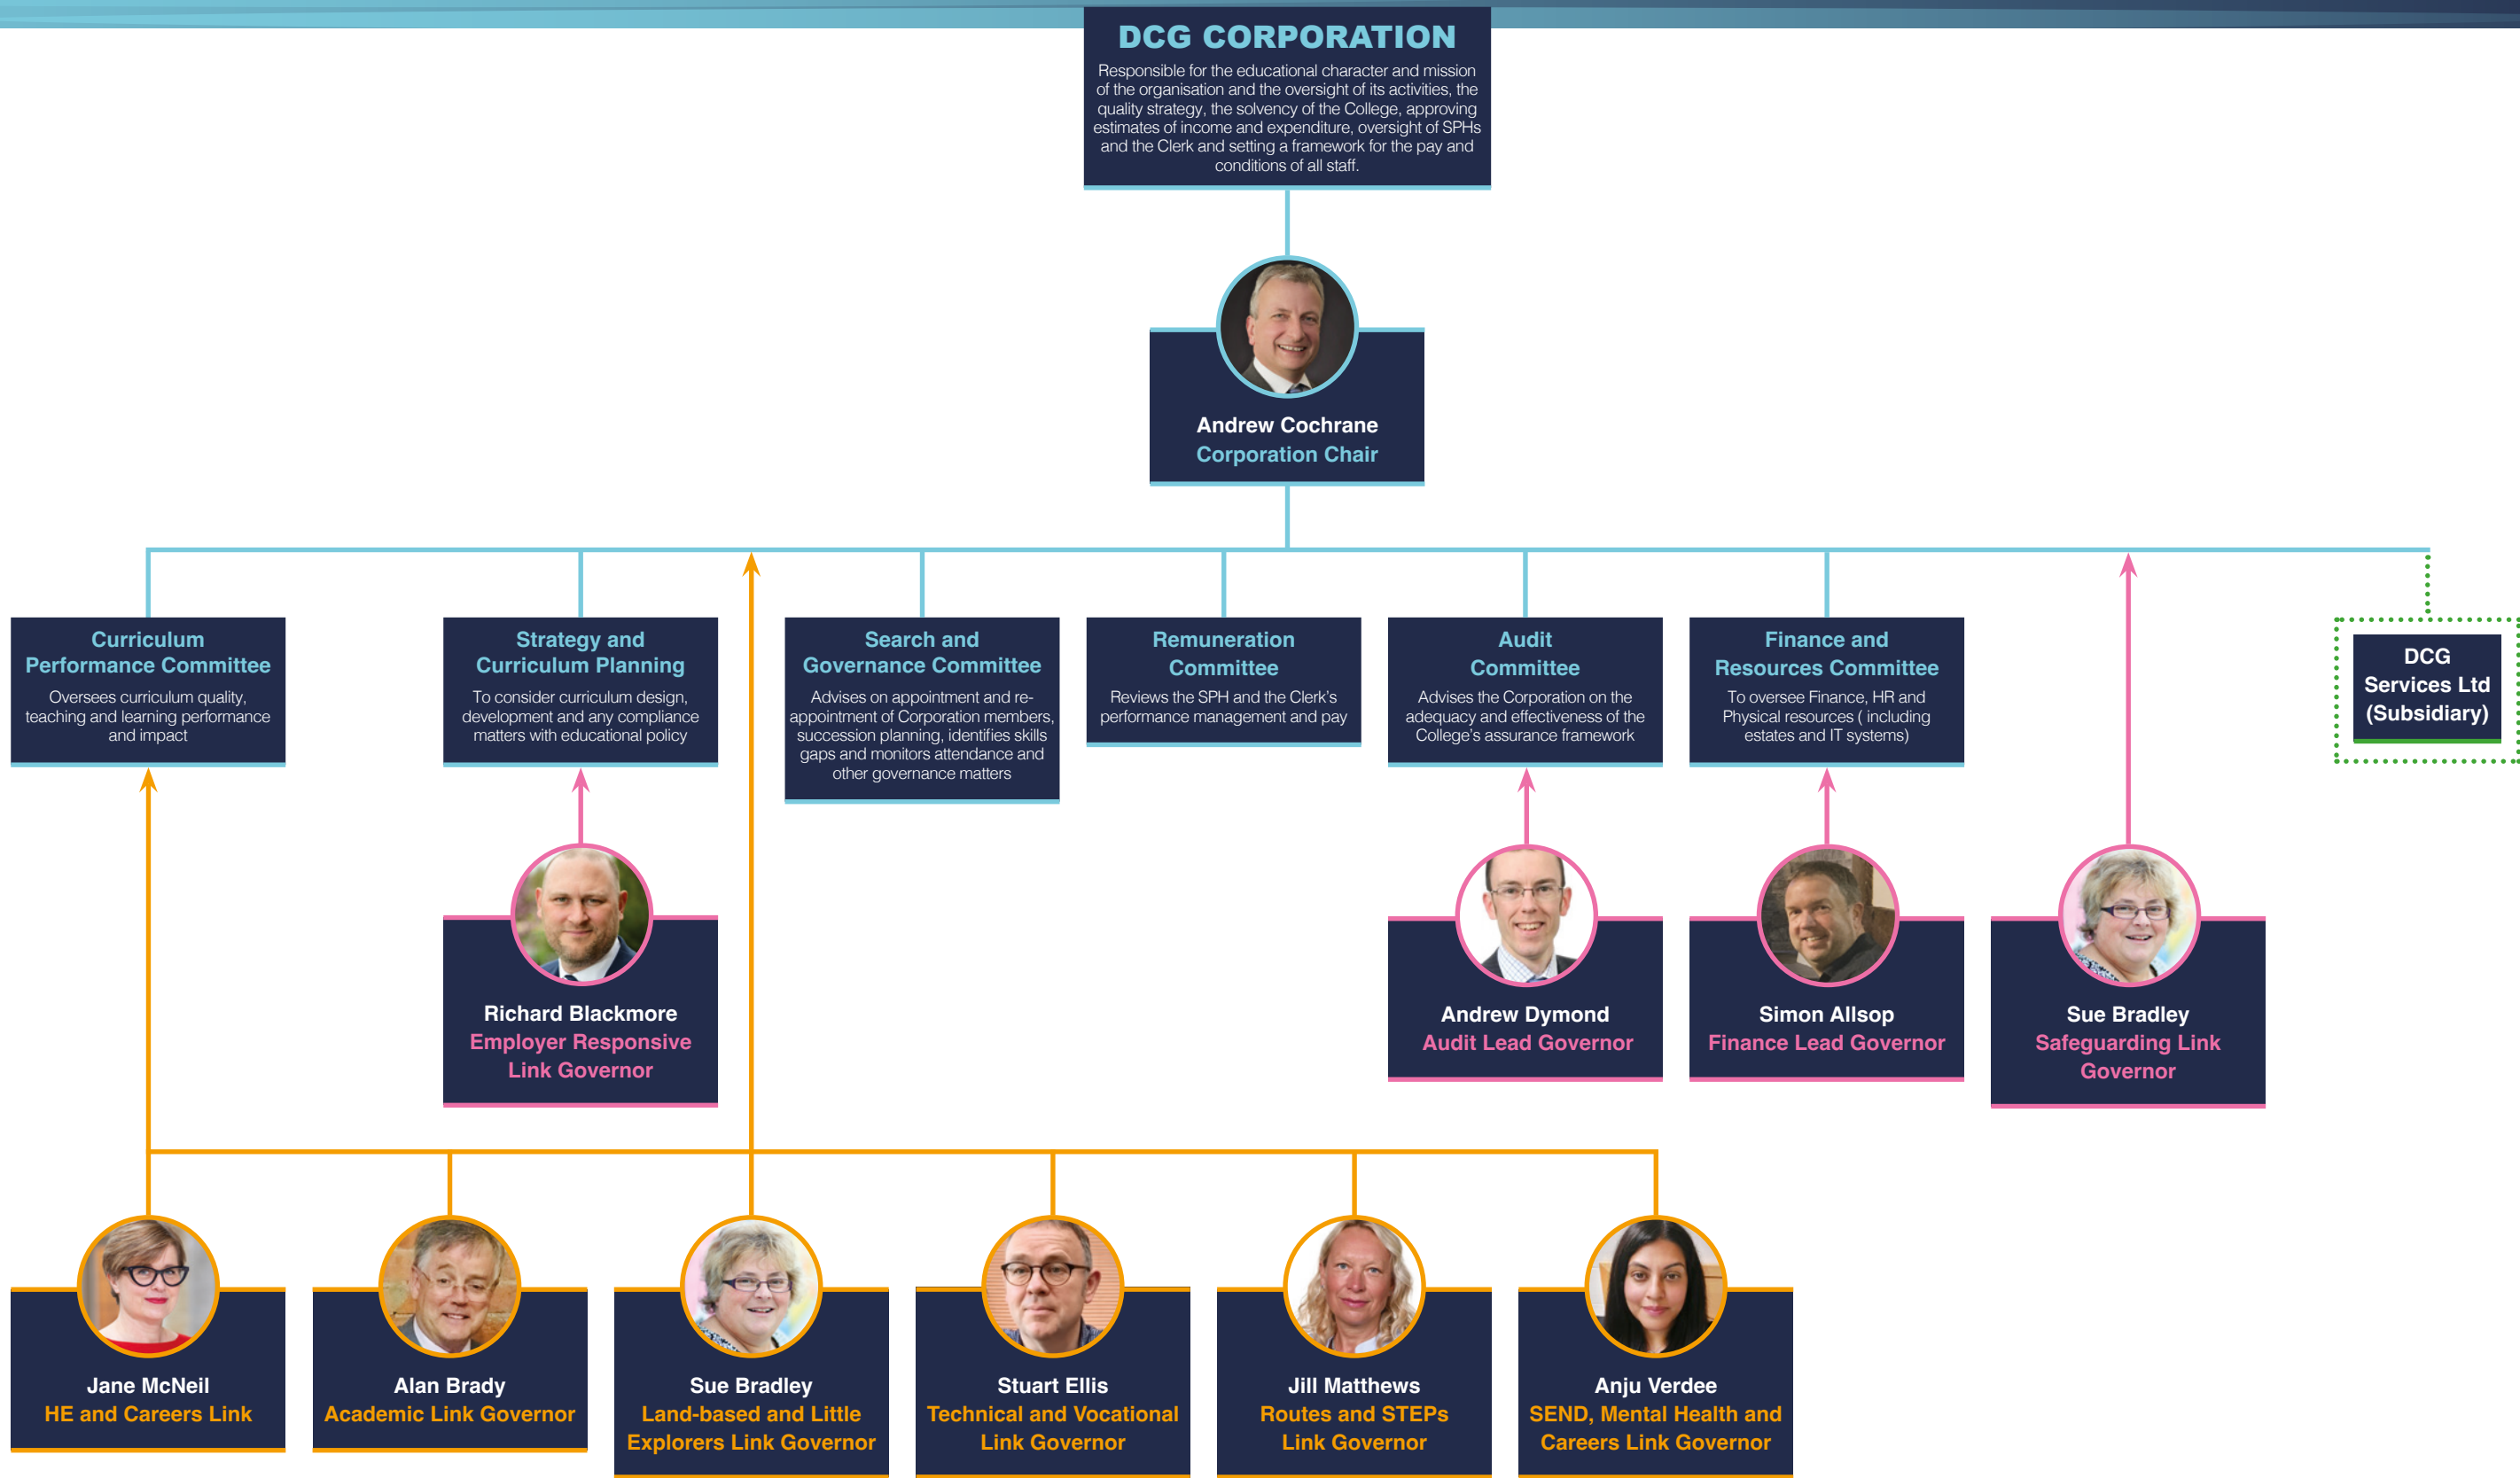 DCG CORPORATION
Responsible for the educational character and mission
of the organisation and the oversight of its activities, the
quality strategy, the solvency of the College, approving
estimates of income and expenditure, oversight of SPHs
and the Clerk and setting a framework for the pay and
conditions of all staff.
Andrew Cochrane
Corporation Chair
Curriculum
Performance Committee
Oversees curriculum quality,
teaching and learning performance
and impact
Strategy and
Curriculum Planning
To consider curriculum design,
development and any compliance
matters with educational policy
Search and
Governance Committee
Advises on appointment and re-
appointment of Corporation members,
succession planning, identifies skills
gaps and monitors attendance and
other governance matters
Remuneration
Committee
Reviews the SPH and the Clerk's
performance management and pay
Audit
Committee
Advises the Corporation on the
adequacy and effectiveness of the
College's assurance framework
Finance and
Resources Committee
To oversee Finance, HR and
Physical resources ( including
estates and IT systems)
DCG
Services Ltd
(Subsidiary)
Richard Blackmore
Employer Responsive
Link Governor
Andrew Dymond
Audit Lead Governor
Simon Allsop
Finance Lead Governor
Sue Bradley
Safeguarding Link
Governor
Jane McNeil
HE and Careers Link
Alan Brady
Academic Link Governor
Sue Bradley
Land-based and Little
Explorers Link Governor
Stuart Ellis
Technical and Vocational
Link Governor
Jill Matthews
Routes and STEPs
Link Governor
Anju Verdee
SEND, Mental Health and
Careers Link Governor